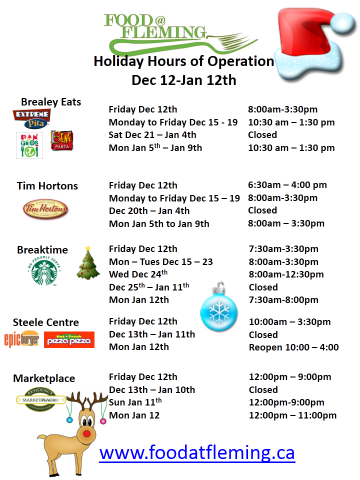 FOOD@
FLEMING
Holiday Hours of Operation
Dec 12-Jan 12th
Brealey Eats
EXTREME
Pita
Friday Dec 12th 8:00am-3:30pm
Monday to Friday Dec 15 - 19 10:30 am – 1:30 pm
Sat Dec 21 – Jan 4th Closed
Mon Jan 5th – Jan 9th 10:30 am – 1:30 pm
Tim Hortons
Tim Hortons
Friday Dec 12th 6:30am – 4:00 pm
Monday to Friday Dec 15 – 19 8:00am-3:30pm
Dec 20th – Jan 4th Closed
Mon Jan 5th to Jan 9th 8:00am – 3:30pm
Breaktime
Friday Dec 12th 7:30am-3:30pm
Mon – Tues Dec 15 – 23 8:00am-3:30pm
Wed Dec 24th 8:00am-12:30pm
Dec 25th – Jan 11th Closed
Mon Jan 12th 7:30am-8:00pm
Steele Centre
epic
burger
pizza pizza
Friday Dec 12th 10:00am – 3:30pm
Dec 13th – Jan 11th Closed
Mon Jan 12th Reopen 10:00 – 4:00
Marketplace
MARKETPLACE
Friday Dec 12th 12:00pm – 9:00pm
Dec 13th – Jan 10th Closed
Sun Jan 11th 12:00pm-9:00pm
Mon Jan 12 12:00pm – 11:00pm
www.foodatfleming.ca